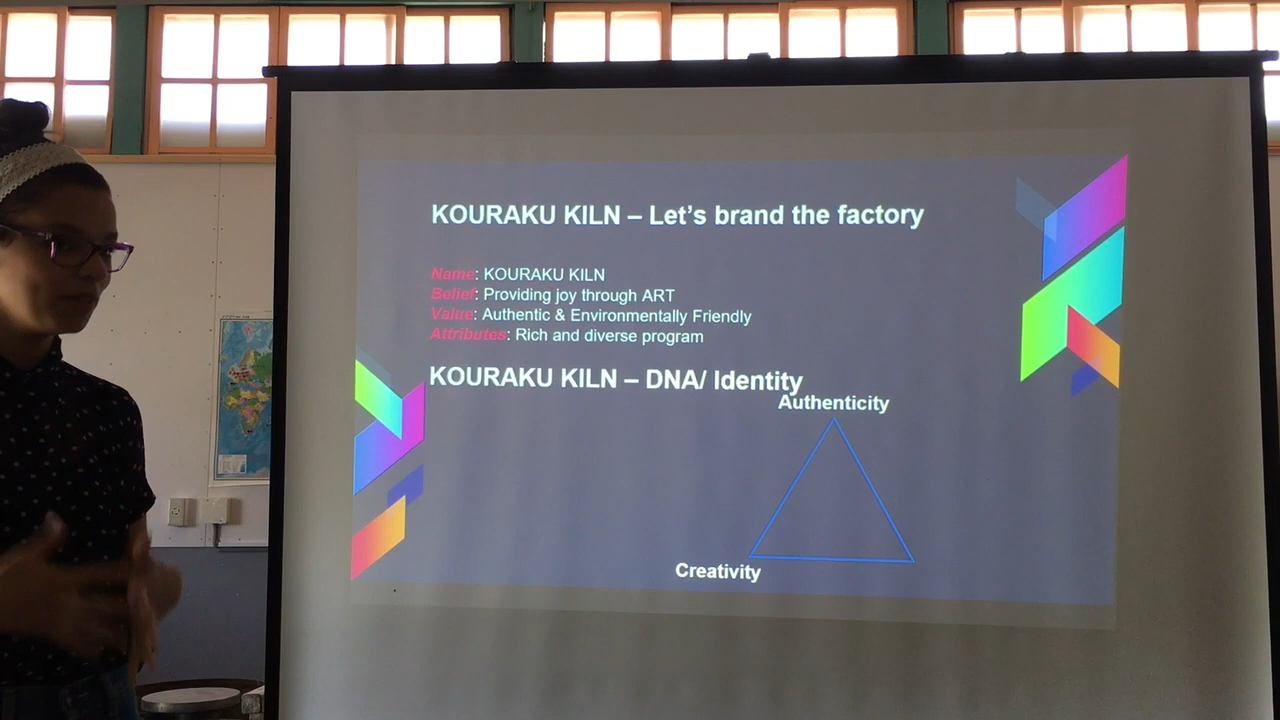 KOURAKU KILN – Let's brand the factory
Name: KOURAKU KILN
Belief: Providing joy through ART
Value: Authentic & Environmentally Friendly
Attributes: Rich and diverse program
KOURAKU KILN – DNA/ Identity
Authenticity
Creativity